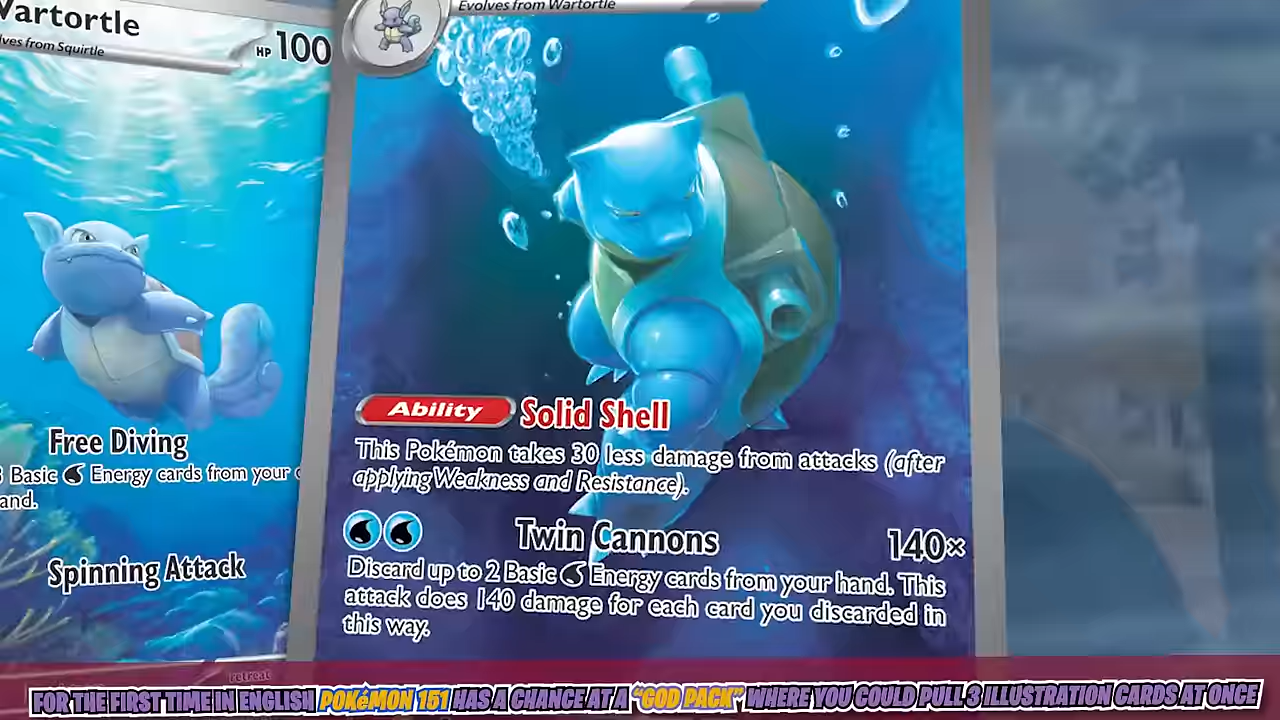 Wartortle
ves from Squirtle
HP 100
Free Diving
3 Basic Energy cards from your
and.
Spinning Attack
Evolves from Wartortle
Ability Solid Shell
This Pokémon takes 30 less damage from attacks (after
applying Weakness and Resistance).
Twin Cannons 140×
Discard up to 2 Basic Energy cards from your hand. This
attack does 140 damage for each card you discarded in
this way.
retreat
FOR THE FIRST TIME IN ENGLISH POKéMON 151 HAS A CHANCE AT A “GOD PACK” WHERE YOU COULD PULL 3 ILLUSTRATION CARDS AT ONCE